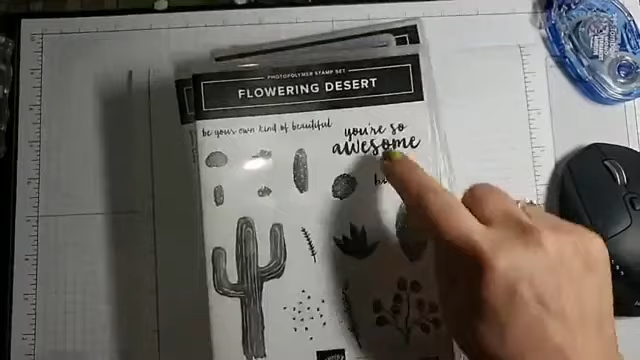 PHOTOPOLYMER STAMP SET
FLOWERING DESERT
be your own kind of beautiful
you're so
awesome